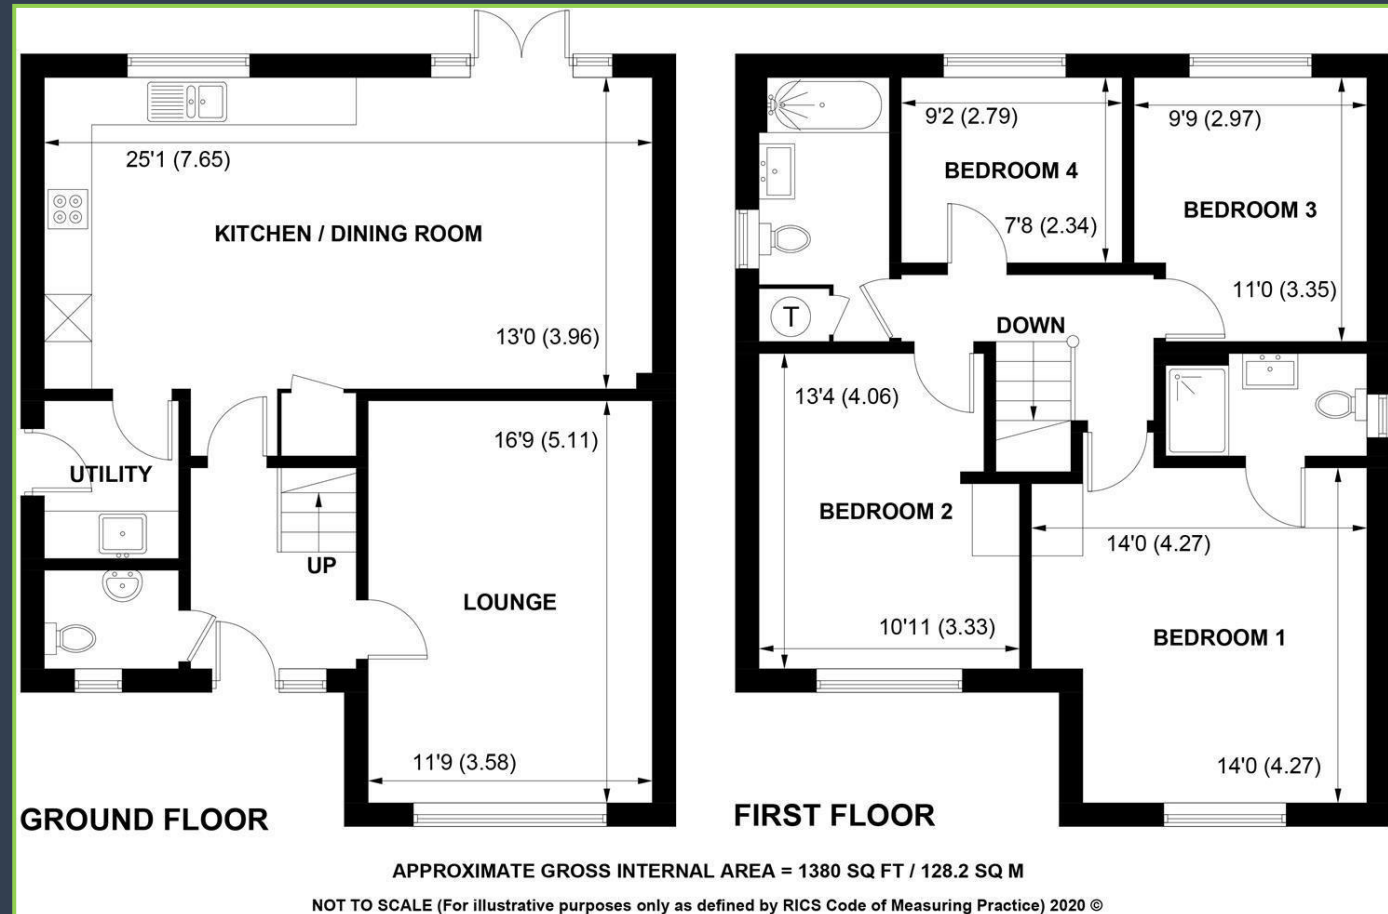 25'1 (7.65)
KITCHEN / DINING ROOM
13'0 (3.96)
16'9 (5.11)
UTILITY
UP
LOUNGE
11'9 (3.58)
GROUND FLOOR
9'2 (2.79)
9'9 (2.97)
BEDROOM 4
BEDROOM 3
7'8 (2.34)
11'0 (3.35)
T
DOWN
13'4 (4.06)
BEDROOM 2
14'0 (4.27)
10'11 (3.33)
BEDROOM 1
14'0 (4.27)
FIRST FLOOR
APPROXIMATE GROSS INTERNAL AREA = 1380 SQ FT / 128.2 SQ M
NOT TO SCALE (For illustrative purposes only as defined by RICS Code of Measuring Practice) 2020 ©